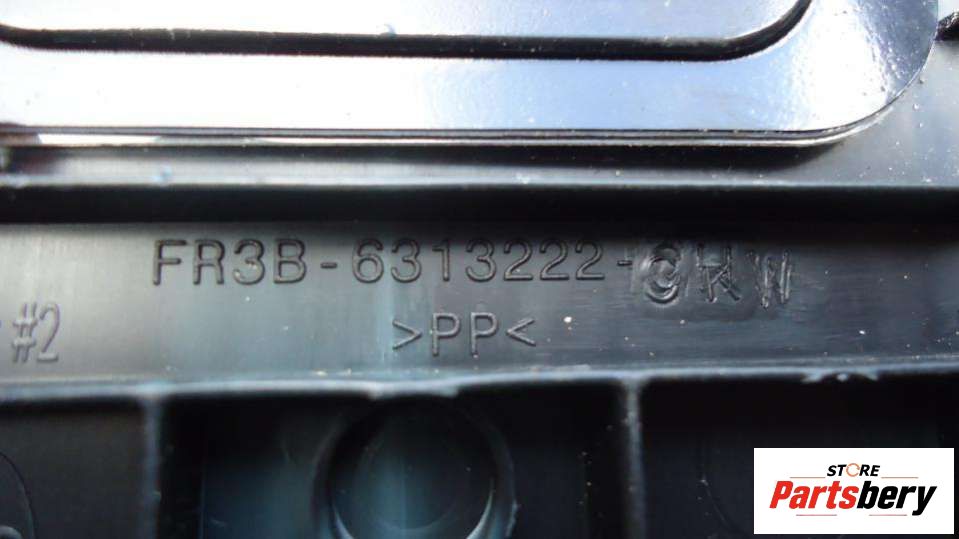 FR3B-6313222-
#2
>PP<
STORE
Partsbery